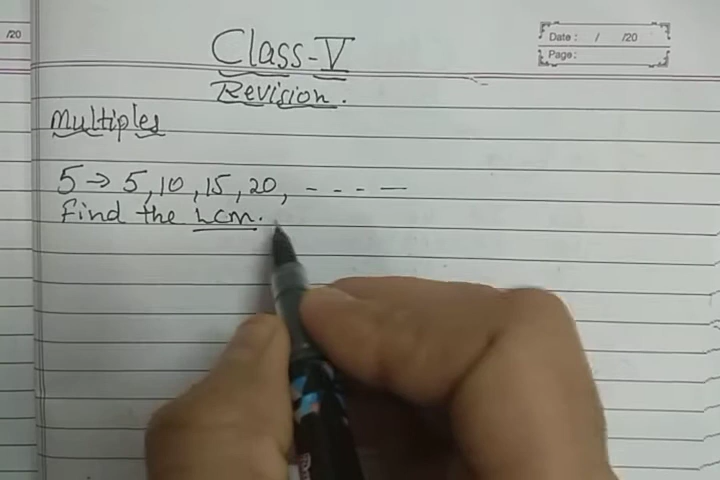 /20
Date : / /20
Page:
Class-V
Revision.
Multiples
5 → 5, 10, 15, 20, - - - —
Find the LCM.